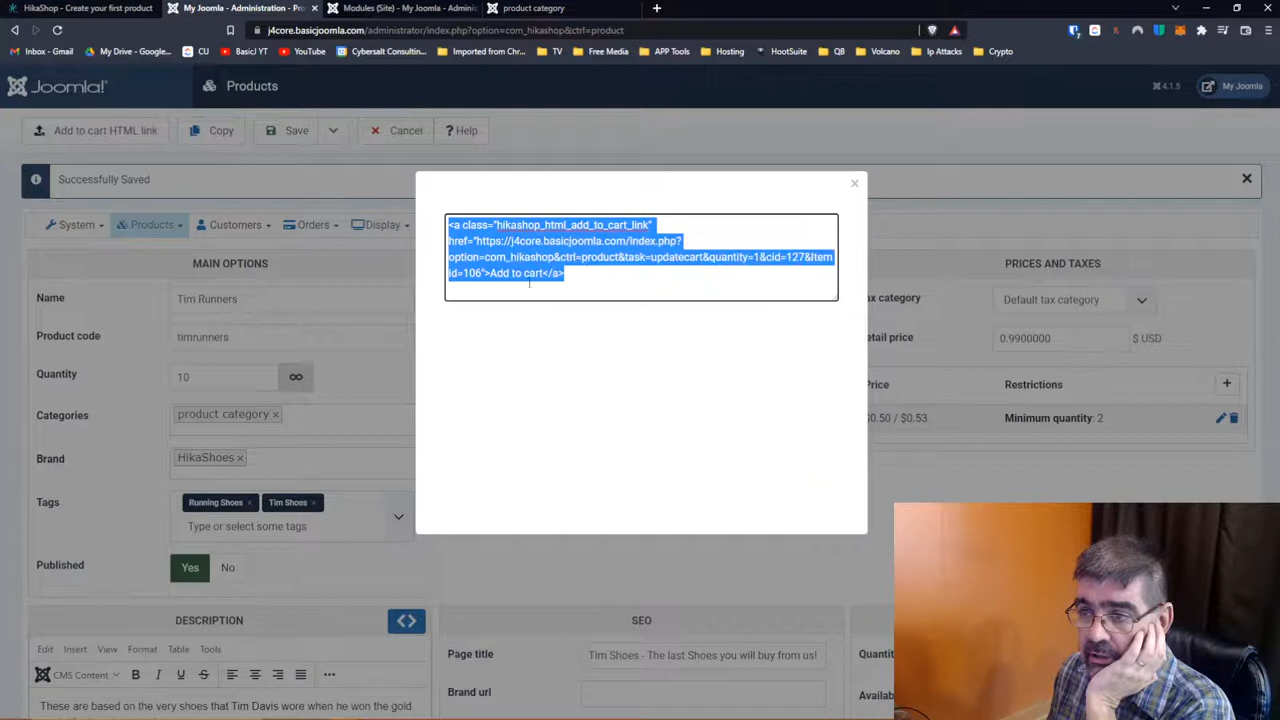 HikaShop - Create your first product
My Joomla - Administration - Pro
Modules (Site) - My Joomla - Admi
product category
j4core.basicjoomla.com/administrator/index.php?option=com_hikashop&ctrl=product
Inbox - Gmail
My Drive - Google...
CU
BasicJ YT
YouTube
Cybersalt Consulting...
Imported from Chr...
TV
Free Media
APP Tools
Hosting
HootSuite
QB
Volcano
Ip Attacks
Crypto
Joomla!
Products
4.1.5
My Joomla
Add to cart HTML link
Copy
Save
Cancel
? Help
Successfully Saved
System
Products
Customers
Orders
Display
<a class="hikashop_html_add_to_cart_link"
href="https://j4core.basicjoomla.com/index.php?
option=com_hikashop&ctrl=product&task=updatecart&quantity=1&cid=127&Item
id=106">Add to cart</a>
MAIN OPTIONS
PRICES AND TAXES
Name
Tim Runners
tax category
Default tax category
Product code
timrunners
retail price
0.9900000
$ USD
Quantity
10
Price
Restrictions
Categories
product category ×
$0.50 / $0.53
Minimum quantity: 2
Brand
HikaShoes ×
Tags
Running Shoes ×
Tim Shoes ×
Type or select some tags
Published
Yes
No
DESCRIPTION
SEO
Edit
Insert
View
Format
Table
Tools
Page title
Tim Shoes - The last Shoes you will buy from us!
Quant
CMS Content
B
I
U
S
Brand url
Availa
These are based on the very shoes that Tim Davis wore when he won the gold